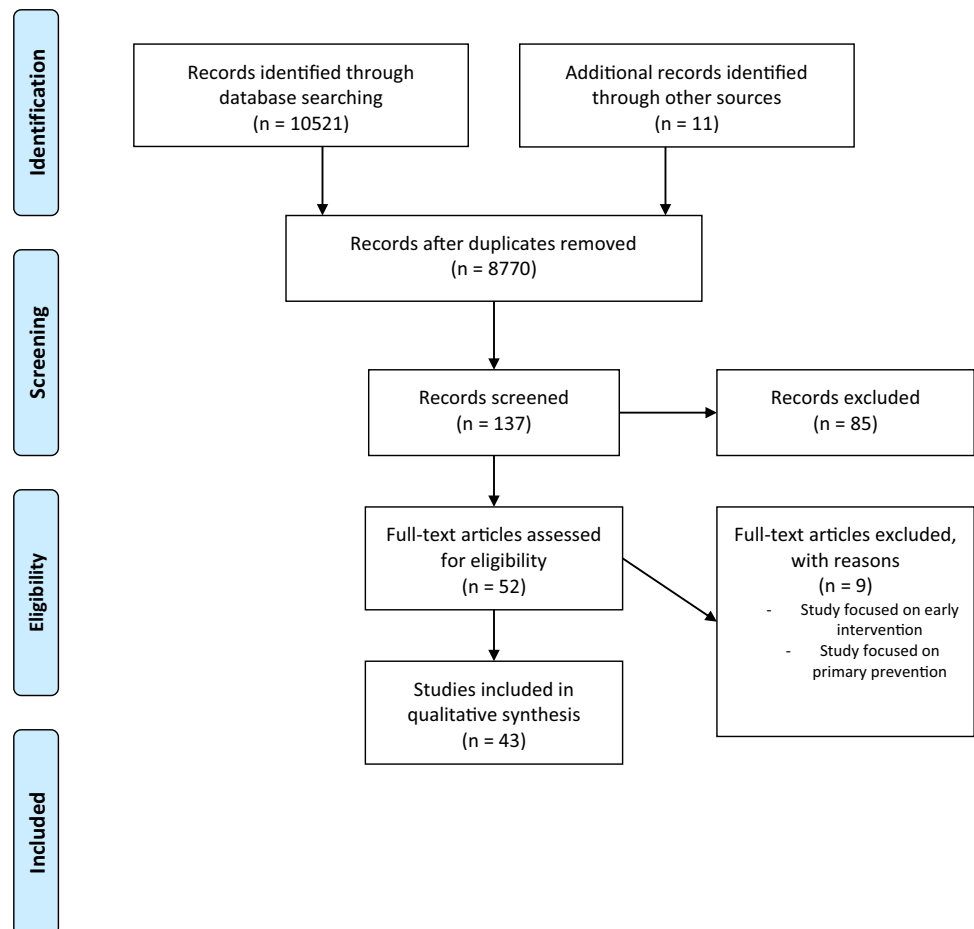 Identification
Records identified through
database searching
(n = 10521)
Additional records identified
through other sources
(n = 11)
Records after duplicates removed
(n = 8770)
Screening
Records screened
(n = 137)
Records excluded
(n = 85)
Eligibility
Full-text articles assessed
for eligibility
(n = 52)
Full-text articles excluded,
with reasons
(n = 9)
- Study focused on early
intervention
- Study focused on
primary prevention
Studies included in
qualitative synthesis
(n = 43)
Included